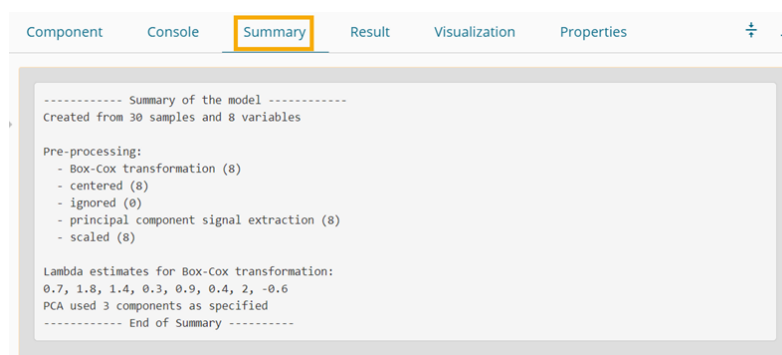 Component Console Summary Result Visualization Properties
------------ Summary of the model ------------
Created from 30 samples and 8 variables
Pre-processing:
- Box-Cox transformation (8)
- centered (8)
- ignored (0)
- principal component signal extraction (8)
- scaled (8)
Lambda estimates for Box-Cox transformation:
0.7, 1.8, 1.4, 0.3, 0.9, 0.4, 2, -0.6
PCA used 3 components as specified
------------ End of Summary ----------